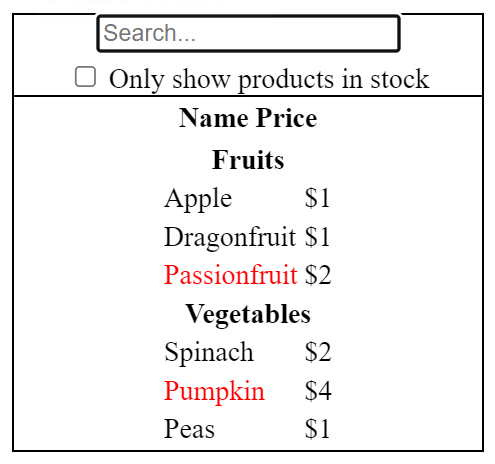 Search...
Only show products in stock
Name Price
Fruits
Apple $1
Dragonfruit $1
Passionfruit $2
Vegetables
Spinach $2
Pumpkin $4
Peas $1